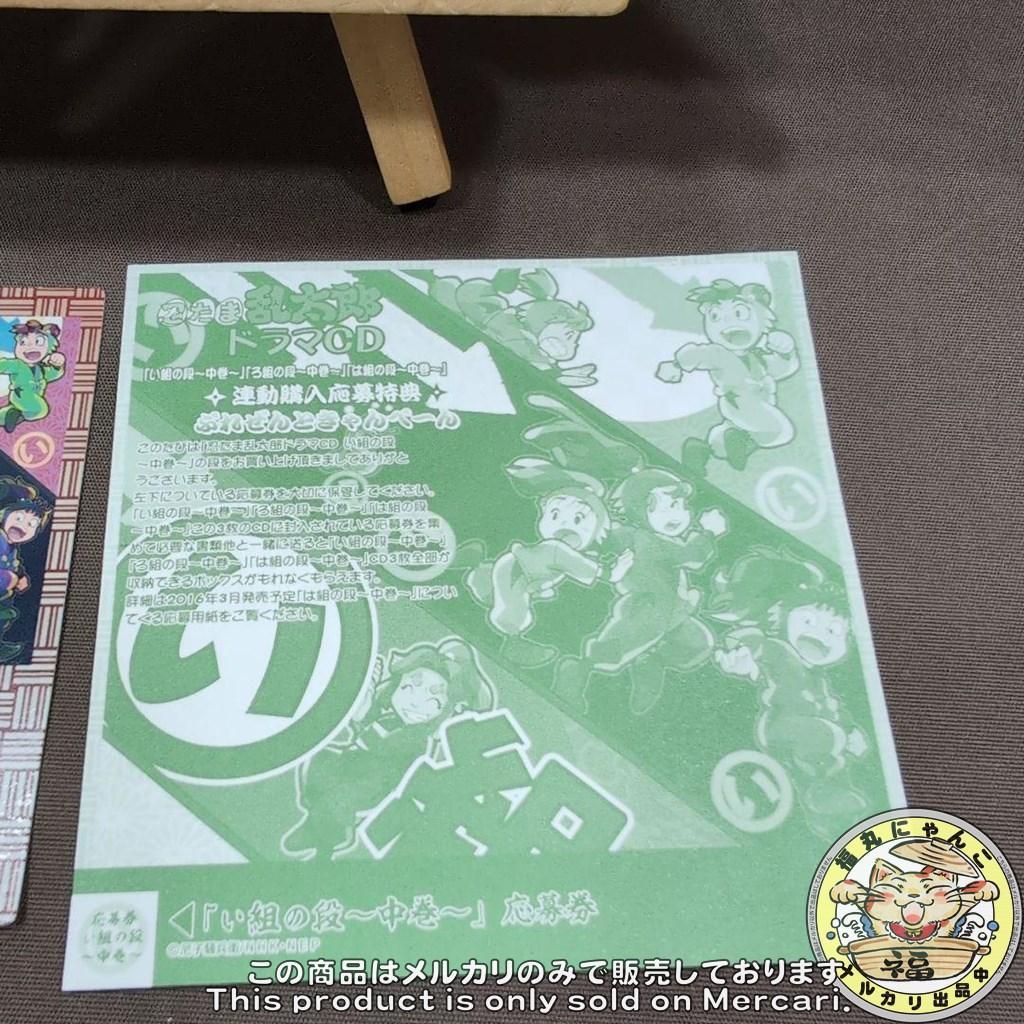 忍たま乱太郎
ドラマCD
「い組の段～中巻～」「ろ組の段～中巻～」「は組の段～中巻～」
連動購入応募特典
ぷれぜんときゃんぺーん
このたびは「忍たま乱太郎ドラマCD い組の段
～中巻～」の段をお買い上げ頂きましてありがと
うございます。
左下についている応募券を大切に保管してください。
「い組の段～中巻～」「ろ組の段～中巻～」「は組の段
～中巻～」この3枚のCDに封入されている応募券を集
めて必要な書類他と一緒に送ると「い組の段～中巻～」
「ろ組の段～中巻～」「は組の段～中巻～」CD3枚全部が
収納できるボックスがもれなくもらえます。
詳細は2016年3月発売予定「は組の段～中巻～」につい
てくる応募用紙をご覧ください。
い
い
い
い
組
応募券
い組の段
～中巻～
◁「い組の段～中巻～」応募券
©尼子騒兵衛/NHK・NEP
福丸にゃんこ
福
メルカリ出品中
この商品はメルカリのみで販売しております
This product is only sold on Mercari.